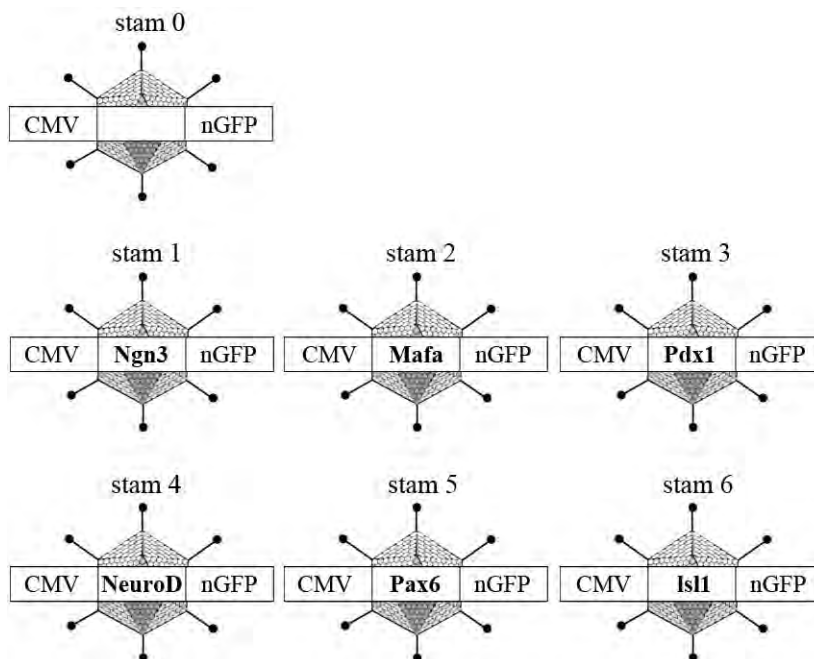 stam 0
CMV nGFP
stam 1 stam 2 stam 3
CMV Ngn3 nGFP CMV Mafa nGFP CMV Pdx1 nGFP
stam 4 stam 5 stam 6
CMV NeuroD nGFP CMV Pax6 nGFP CMV Isl1 nGFP